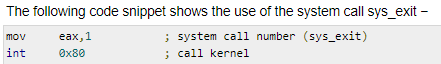 The following code snippet shows the use of the system call sys_exit −
mov     eax,1           ; system call number (sys_exit)
int     0x80            ; call kernel